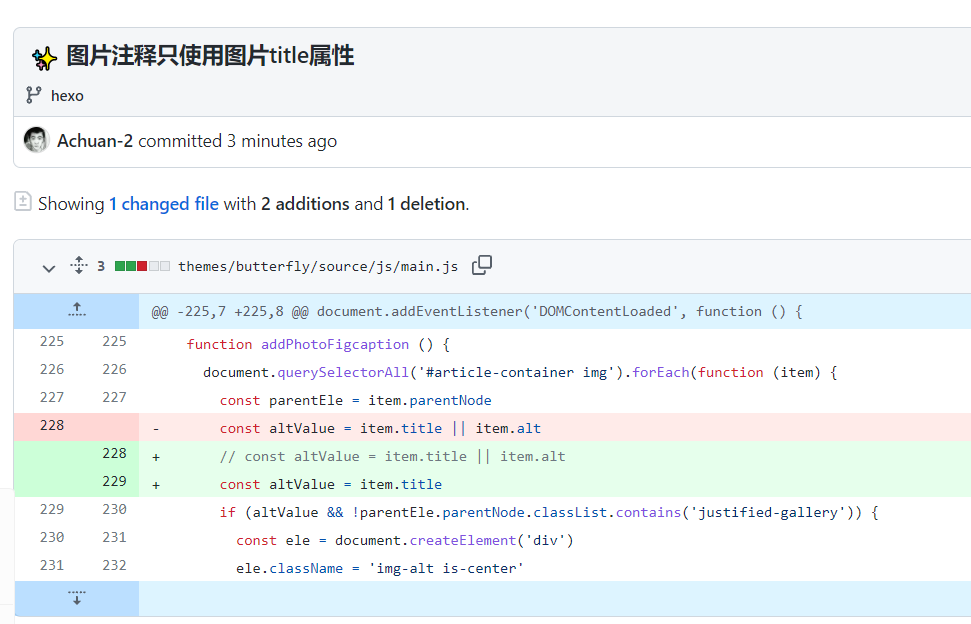 ✨ 图片注释只使用图片title属性
hexo
Achuan-2 committed 3 minutes ago
Showing 1 changed file with 2 additions and 1 deletion.
3 themes/butterfly/source/js/main.js
@@ -225,7 +225,8 @@ document.addEventListener('DOMContentLoaded', function () {
225 225 function addPhotoFigcaption () {
226 226 document.querySelectorAll('#article-container img').forEach(function (item) {
227 227 const parentEle = item.parentNode
228 - const altValue = item.title || item.alt
228 + // const altValue = item.title || item.alt
229 + const altValue = item.title
229 230 if (altValue && !parentEle.parentNode.classList.contains('justified-gallery')) {
230 231 const ele = document.createElement('div')
231 232 ele.className = 'img-alt is-center'